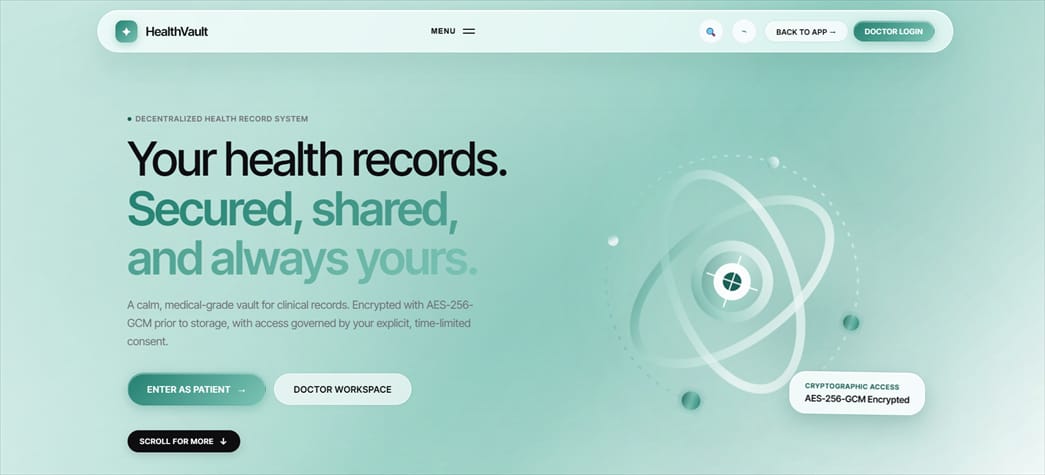 HealthVault
MENU
BACK TO APP →
DOCTOR LOGIN
DECENTRALIZED HEALTH RECORD SYSTEM
Your health records.
Secured, shared,
and always yours.
A calm, medical-grade vault for clinical records. Encrypted with AES-256-
GCM prior to storage, with access governed by your explicit, time-limited
consent.
ENTER AS PATIENT →
DOCTOR WORKSPACE
CRYPTOGRAPHIC ACCESS
AES-256-GCM Encrypted
SCROLL FOR MORE ↓